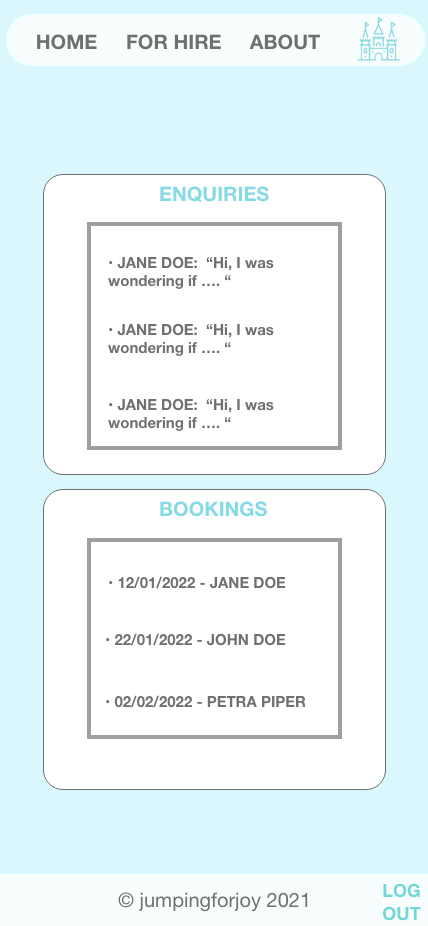 HOME FOR HIRE ABOUT
ENQUIRIES
· JANE DOE:  “Hi, I was
wondering if …. “
· JANE DOE:  “Hi, I was
wondering if …. “
· JANE DOE:  “Hi, I was
wondering if …. “
BOOKINGS
· 12/01/2022 - JANE DOE
· 22/01/2022 - JOHN DOE
· 02/02/2022 - PETRA PIPER
© jumpingforjoy 2021
LOG
OUT